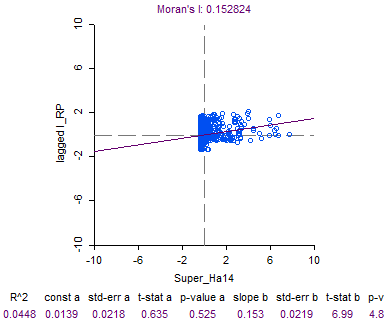 Moran's I: 0.152824
10
6
2
-2
-6
-10
lagged I_RP
-10 -6 -2 2 6 10
Super_Ha14
R^2 const a std-err a t-stat a p-value a slope b std-err b t-stat b p-v
0.0448 0.0139 0.0218 0.635 0.525 0.153 0.0219 6.99 4.8